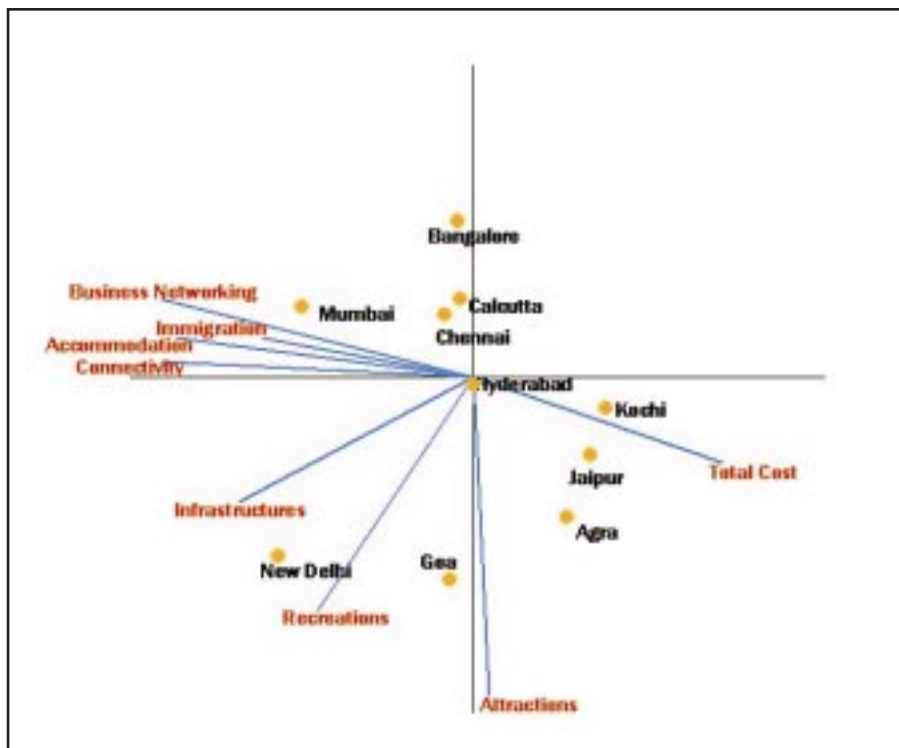 Bangalore
Business Networking
Mumbai
Calcutta
Immigration
Chennai
Accommodation
Connectivity
Hyderabad
Kochi
Total Cost
Jaipur
Infrastructures
Agra
Goa
New Delhi
Recreations
Attractions